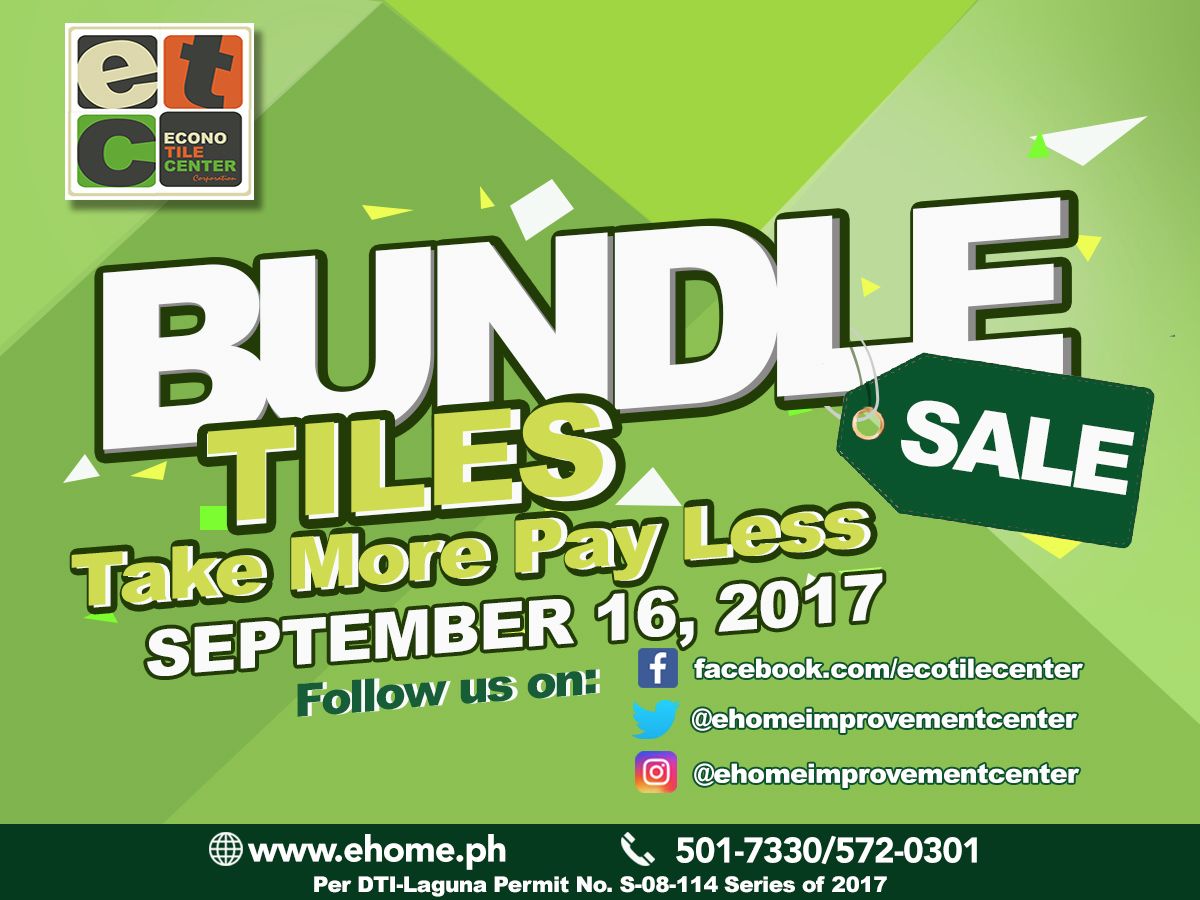 etc
ECONO
TILE
CENTER
Corporation
BUNDLE
SALE
TILES
Take More Pay Less
SEPTEMBER 16, 2017
Follow us on:
facebook.com/ecotilecenter
@ehomeimprovementcenter
@ehomeimprovementcenter
www.ehome.ph
501-7330/572-0301
Per DTI-Laguna Permit No. S-08-114 Series of 2017